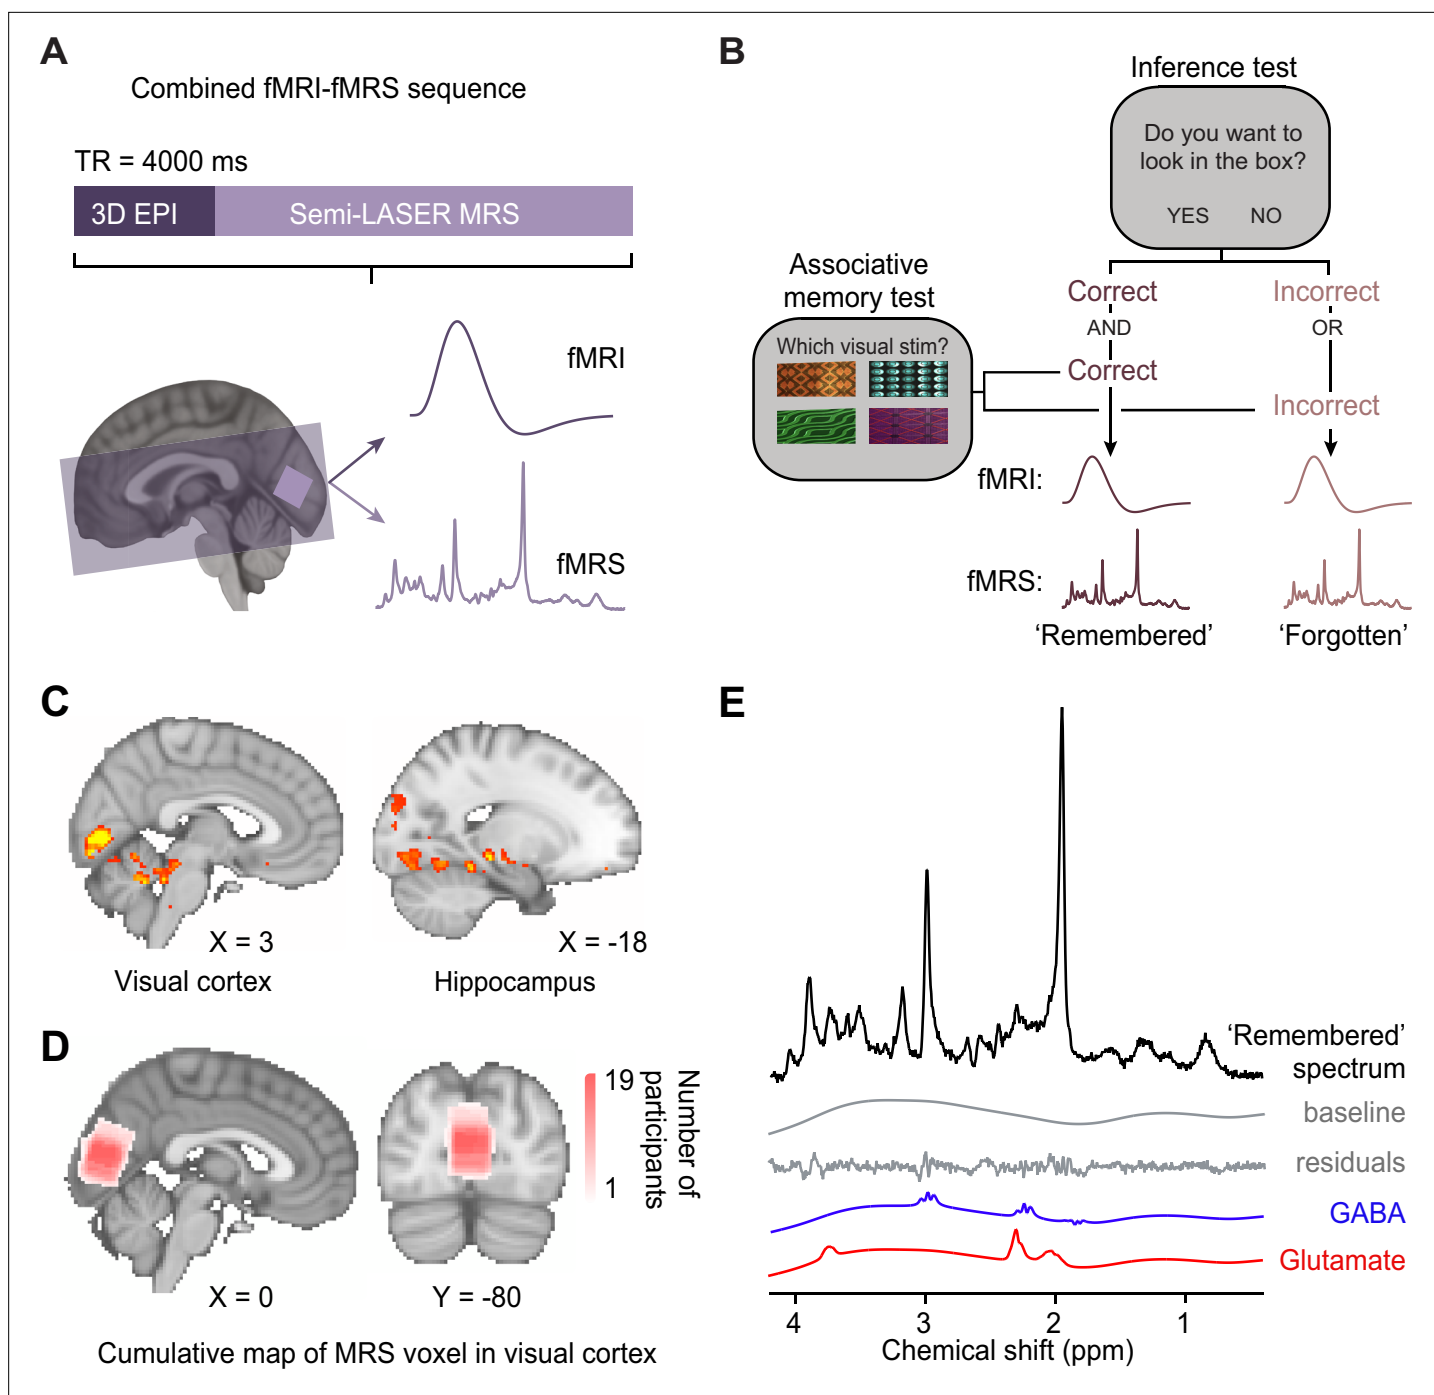 A
Combined fMRI-fMRS sequence
TR = 4000 ms
3D EPI
Semi-LASER MRS
fMRI
fMRS
B
Inference test
Do you want to
look in the box?
YES NO
Associative
memory test
Which visual stim?
Correct
Incorrect
AND
OR
Correct
Incorrect
fMRI:
fMRS:
‘Remembered’
‘Forgotten’
C
X = 3
Visual cortex
X = -18
Hippocampus
D
X = 0
Y = -80
19
1
Number of
participants
Cumulative map of MRS voxel in visual cortex
E
‘Remembered’
spectrum
baseline
residuals
GABA
Glutamate
4 3 2 1
Chemical shift (ppm)